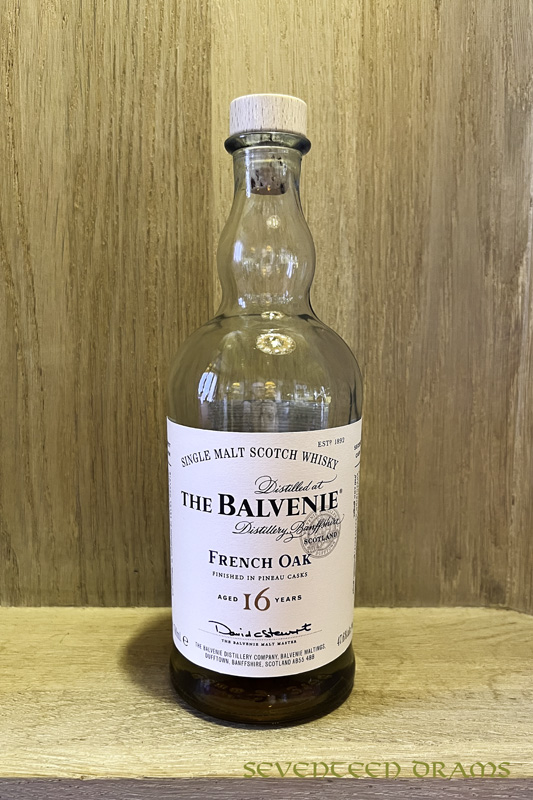 ESTD 1892
SINGLE MALT SCOTCH WHISKY
Distilled at
THE BALVENIE®
Distillery, Banffshire
SCOTLAND
FRENCH OAK
FINISHED IN PINEAU CASKS
AGED 16 YEARS
David C Stewart
THE BALVENIE MALT MASTER
THE BALVENIE DISTILLERY COMPANY, BALVENIE MALTINGS,
DUFFTOWN, BANFFSHIRE, SCOTLAND AB55 4BB
SEVENTEEN DRAMS